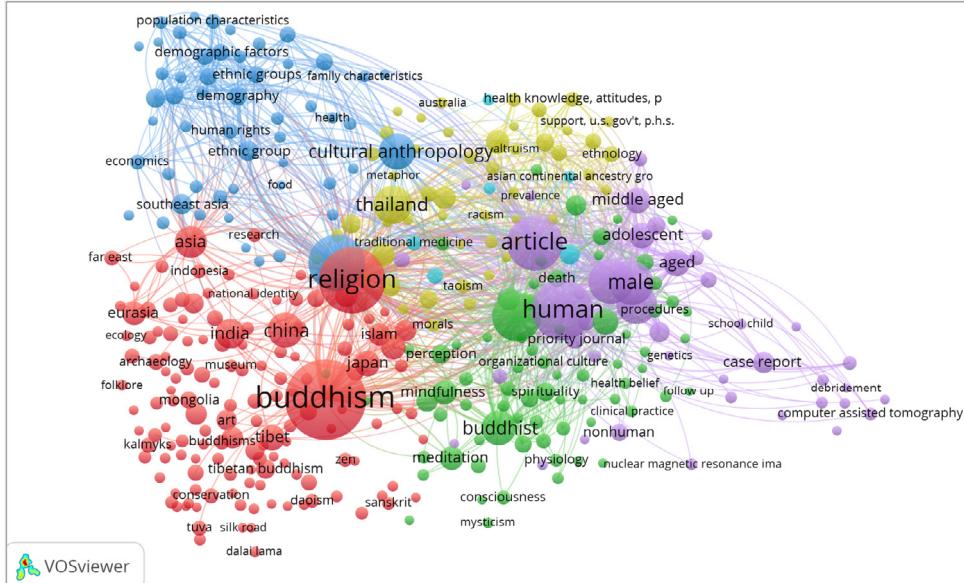 population characteristics
demographic factors
ethnic groups
family characteristics
demography
australia
health knowledge, attitudes, p
human rights
health
support, u.s. gov't, p.h.s.
economics
ethnic group
cultural anthropology
altruism
ethnology
food
metaphor
asian continental ancestry gro
southeast asia
thailand
prevalence
middle aged
racism
asia
research
traditional medicine
article
adolescent
far east
indonesia
religion
taoism
death
aged
national identity
male
eurasia
human
procedures
ecology
india
china
islam
morals
priority journal
school child
archaeology
museum
japan
perception
organizational culture
genetics
case report
folklore
mongolia
buddhism
mindfulness
spirituality
health belief
follow up
debridement
art
clinical practice
computer assisted tomography
kalmyks
buddhisms
tibet
buddhist
nonhuman
tibetan buddhism
zen
meditation
physiology
nuclear magnetic resonance ima
conservation
daoism
sanskrit
consciousness
tuva
silk road
mysticism
dalai lama
VOSviewer